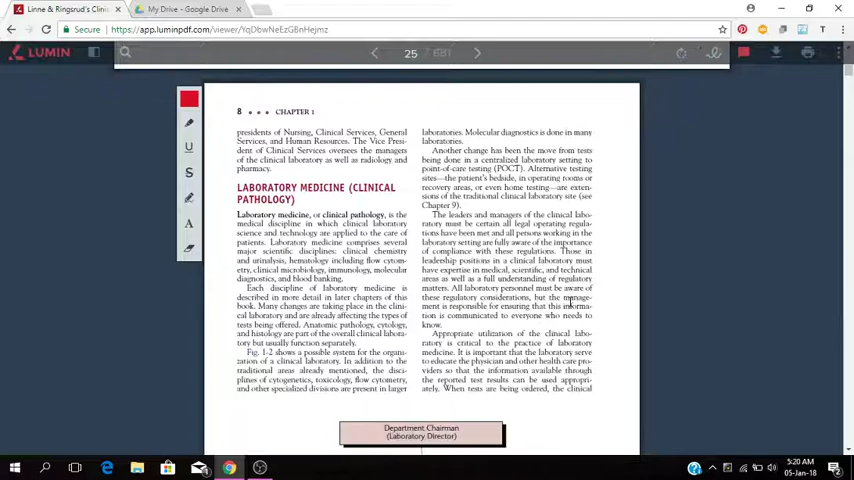 Linne & Ringsrud's Clinic
My Drive - Google Drive
Secure
https://app.luminpdf.com/viewer/YqDbwNeEZGBnHejmz
LUMIN
25 / 681
8 • • • CHAPTER 1
presidents of Nursing, Clinical Services, General
Services, and Human Resources. The Vice Presi-
dent of Clinical Services oversees the managers
of the clinical laboratory as well as radiology and
pharmacy.
LABORATORY MEDICINE (CLINICAL
PATHOLOGY)
Laboratory medicine, or clinical pathology, is the
medical discipline in which clinical laboratory
science and technology are applied to the care of
patients. Laboratory medicine comprises several
major scientific disciplines: clinical chemistry
and urinalysis, hematology including flow cytom-
etry, clinical microbiology, immunology, molecular
diagnostics, and blood banking.
Each discipline of laboratory medicine is
described in more detail in later chapters of this
book. Many changes are taking place in the clini-
cal laboratory and are already affecting the types of
tests being offered. Anatomic pathology, cytology,
and histology are part of the overall clinical labora-
tory but usually function separately.
Fig. 1-2 shows a possible system for the organi-
zation of a clinical laboratory. In addition to the
traditional areas already mentioned, the disci-
plines of cytogenetics, toxicology, flow cytometry,
and other specialized divisions are present in larger
laboratories. Molecular diagnostics is done in many
laboratories.
Another change has been the move from tests
being done in a centralized laboratory setting to
point-of-care testing (POCT). Alternative testing
sites—the patient's bedside, in operating rooms or
recovery areas, or even home testing—are exten-
sions of the traditional clinical laboratory site (see
Chapter 9).
The leaders and managers of the clinical labo-
ratory must be certain all legal operating regula-
tions have been met and all persons working in the
laboratory setting are fully aware of the importance
of compliance with these regulations. Those in
leadership positions in a clinical laboratory must
have expertise in medical, scientific, and technical
areas as well as a full understanding of regulatory
matters. All laboratory personnel must be aware of
these regulatory considerations, but the manage-
ment is responsible for ensuring that this informa-
tion is communicated to everyone who needs to
know.
Appropriate utilization of the clinical labo-
ratory is critical to the practice of laboratory
medicine. It is important that the laboratory serve
to educate the physician and other health care pro-
viders so that the information available through
the reported test results can be used appropri-
ately. When tests are being ordered, the clinical
Department Chairman
(Laboratory Director)
5:20 AM
05-Jan-18